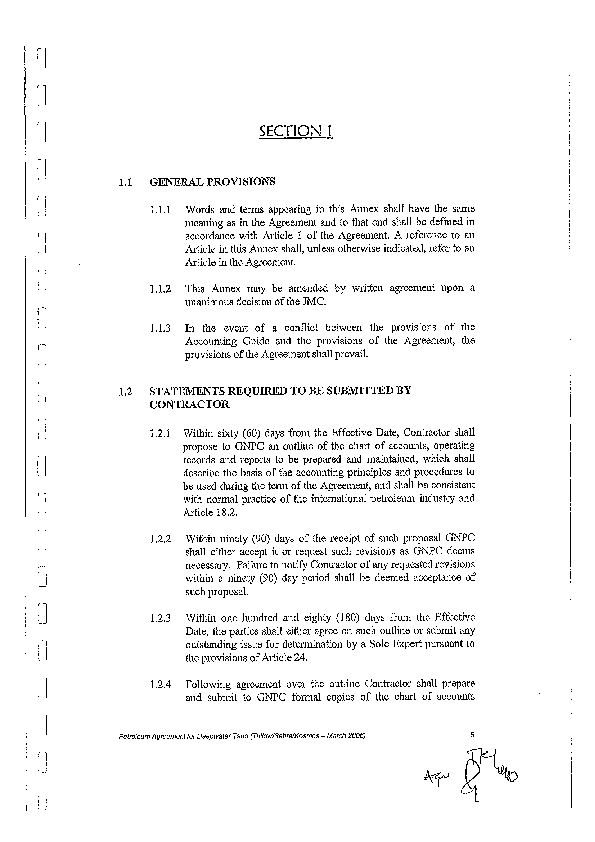 SECTION I
1.1 GENERAL PROVISIONS
1.1.1 Words and terms appearing in this Annex shall have the same
meaning as in the Agreement and to that end shall be defined in
accordance with Article 1 of the Agreement. A reference to an
Article in this Annex shall, unless otherwise indicated, refer to an
Article in the Agreement.
1.1.2 This Annex may be amended by written agreement upon a
unanimous decision of the JMC.
1.1.3 In the event of a conflict between the provisions of the
Accounting Guide and the provisions of the Agreement, the
provisions of the Agreement shall prevail.
1.2 STATEMENTS REQUIRED TO BE SUBMITTED BY
CONTRACTOR
1.2.1 Within sixty (60) days from the Effective Date, Contractor shall
propose to GNPC an outline of the chart of accounts, operating
records and reports to be prepared and maintained, which shall
describe the basis of the accounting principles and procedures to
be used during the term of the Agreement, and shall be consistent
with normal practice of the international petroleum industry and
Article 18.2.
1.2.2 Within ninety (90) days of the receipt of such proposal GNPC
shall either accept it or request such revisions as GNPC deems
necessary. Failure to notify Contractor of any requested revisions
within a ninety (90) day period shall be deemed acceptance of
such proposal.
1.2.3 Within one hundred and eighty (180) days from the Effective
Date, the parties shall either agree on such outline or submit any
outstanding issue for determination by a Sole Expert pursuant to
the provisions of Article 24.
1.2.4 Following agreement over the outline Contractor shall prepare
and submit to GNPC formal copies of the chart of accounts
Petroleum Agreement for Deepwater Tano (Tullow/Sabre/Kosmos – March 2006) 5